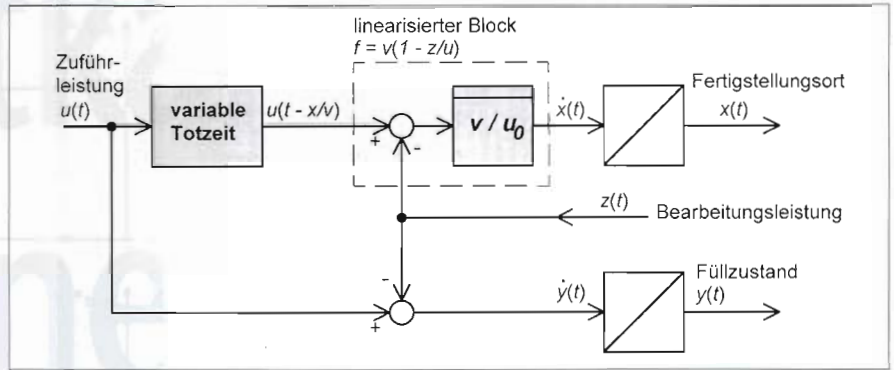 linearisierter Block
f = v(1 - z/u)
Zuführ-
leistung
u(t)
variable
Totzeit
u(t - x/v)
+
-
v / u₀
ẋ(t)
Fertigstellungsort
x(t)
z(t)
Bearbeitungsleistung
-
+
ẏ(t)
Füllzustand
y(t)